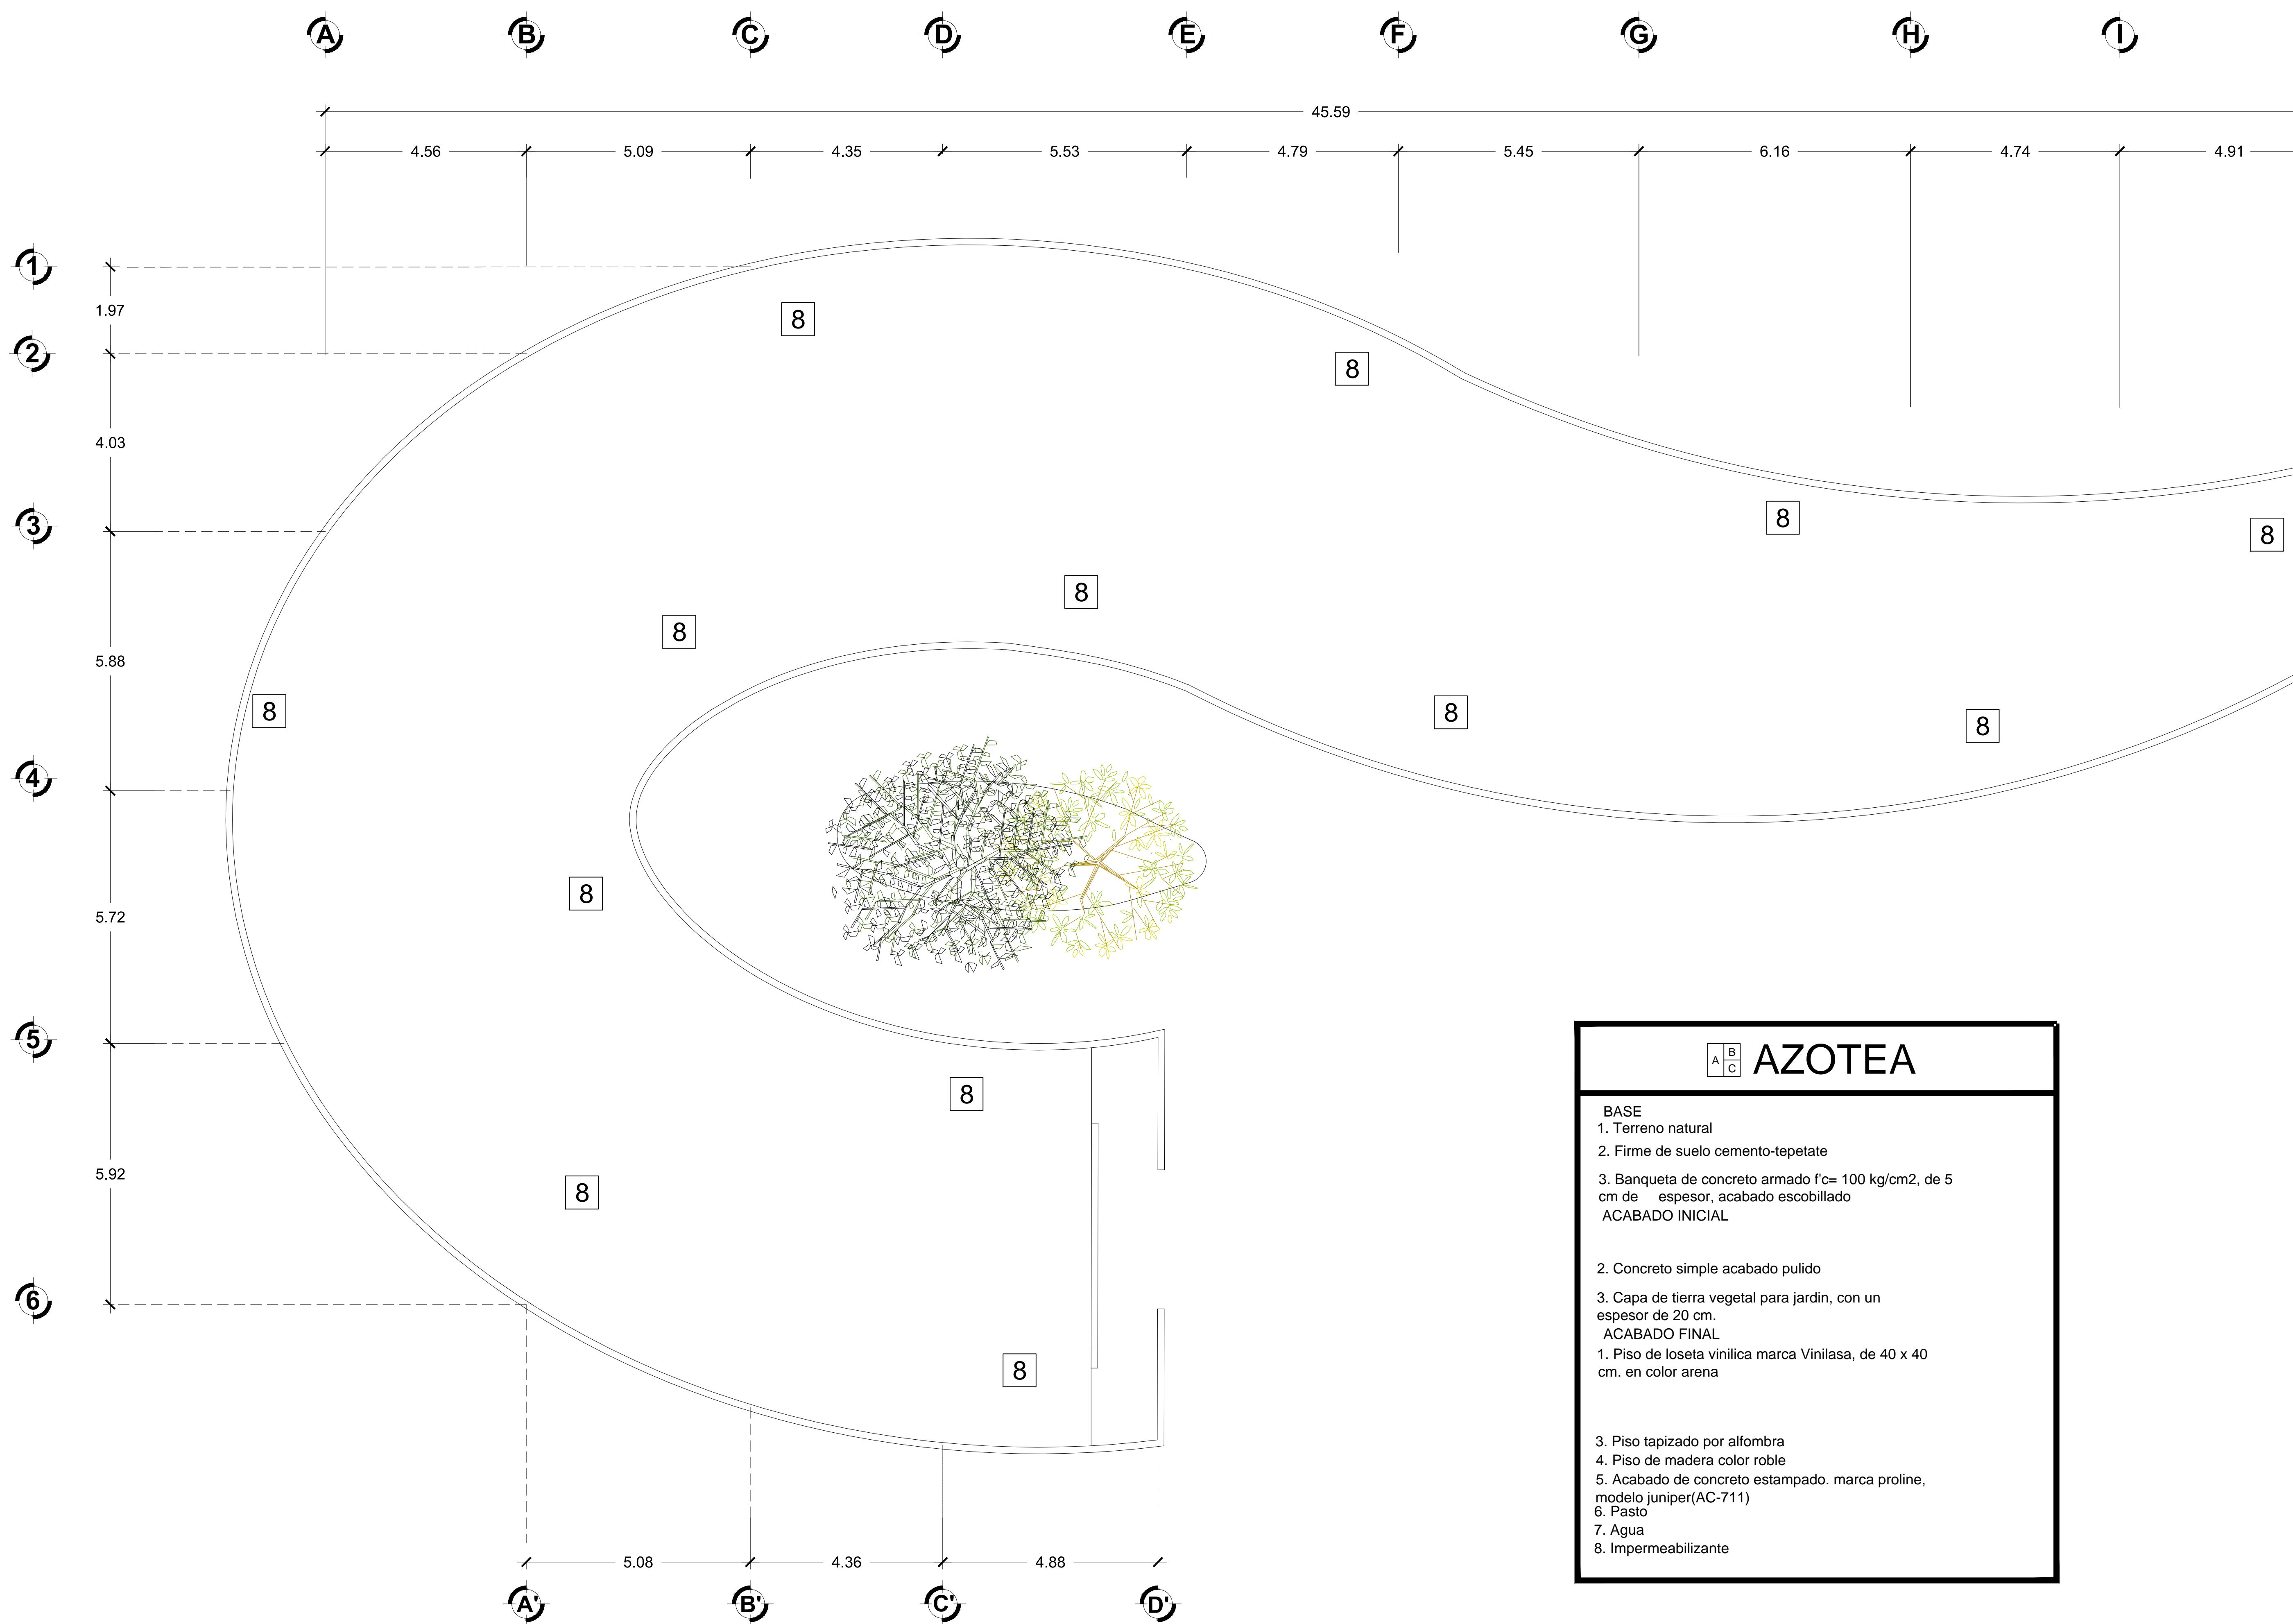 A B C D E F G H I
45.59
4.56 5.09 4.35 5.53 4.79 5.45 6.16 4.74 4.91
1
1.97
8
2
8
4.03
8
3
8
8
8
5.88
8
8
8
4
8
5.72
5
8
5.92
8
6
8
5.08 4.36 4.88
A' B' C' D'
A B C AZOTEA
BASE
1. Terreno natural
2. Firme de suelo cemento-tepetate
3. Banqueta de concreto armado f'c= 100 kg/cm2, de 5
cm de espesor, acabado escobillado
ACABADO INICIAL
2. Concreto simple acabado pulido
3. Capa de tierra vegetal para jardin, con un
espesor de 20 cm.
ACABADO FINAL
1. Piso de loseta vinilica marca Vinilasa, de 40 x 40
cm. en color arena
3. Piso tapizado por alfombra
4. Piso de madera color roble
5. Acabado de concreto estampado. marca proline,
modelo juniper(AC-711)
6. Pasto
7. Agua
8. Impermeabilizante